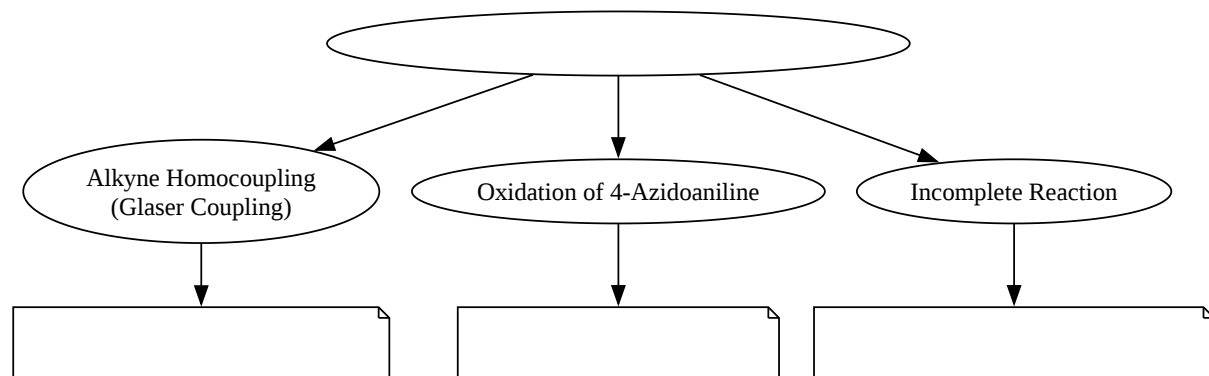 Alkyne Homocoupling
(Glaser Coupling)
Oxidation of 4-Azidoaniline
Incomplete Reaction